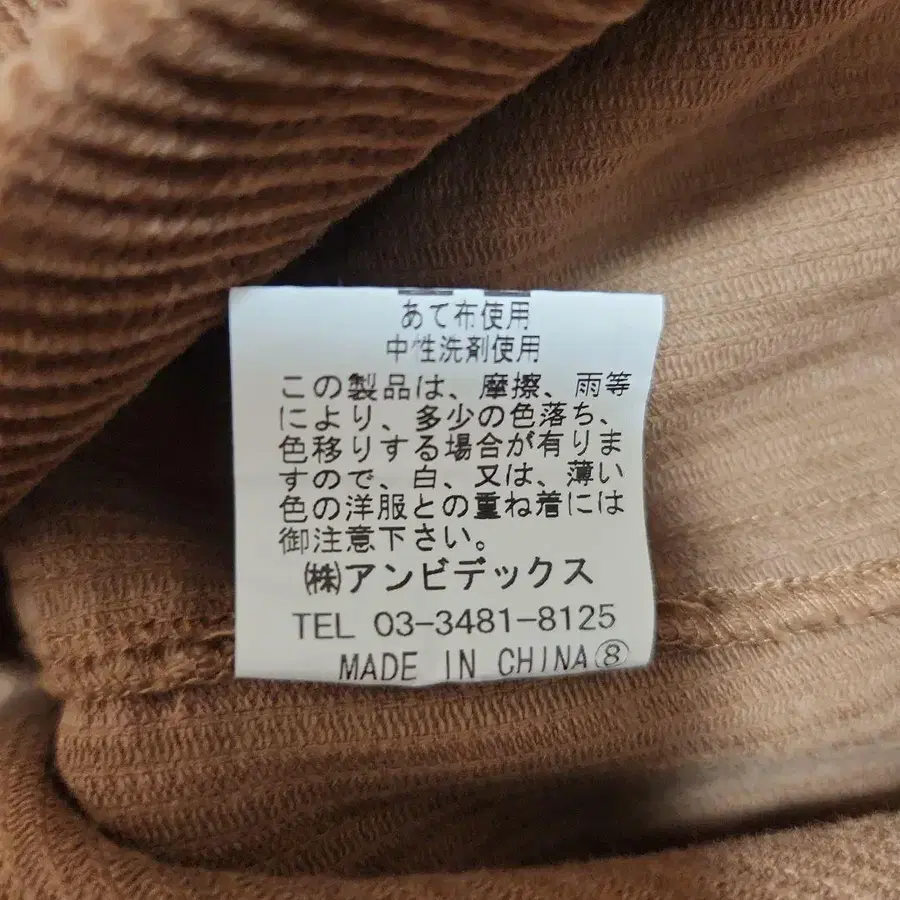 あて布使用
中性洗剤使用
この製品は、摩擦、雨等
により、多少の色落ち、
色移りする場合が有りま
すので、白、又は、薄い
色の洋服との重ね着には
御注意下さい。
㈱アンビデックス
TEL 03-3481-8125
MADE IN CHINA⑧